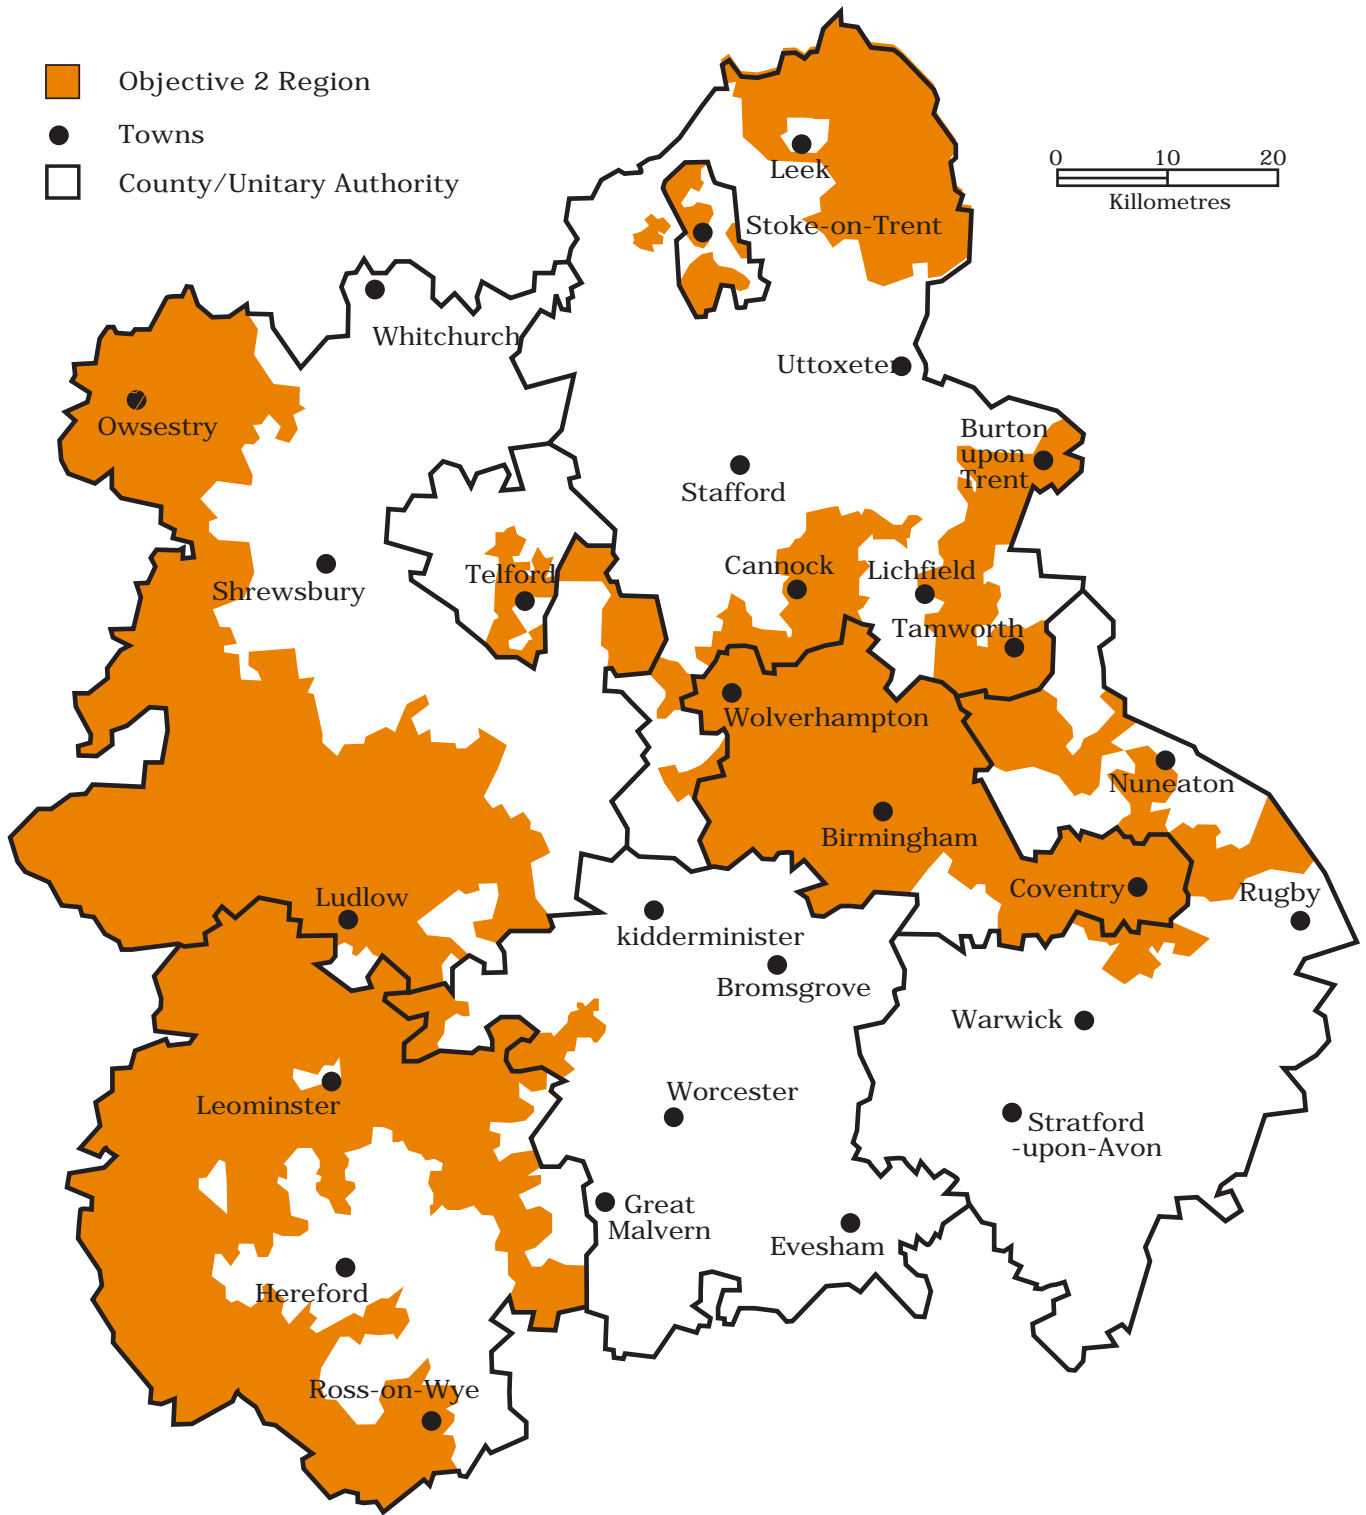 Objective 2 Region
Towns
County/Unitary Authority
0 10 20
Killometres
Leek
Stoke-on-Trent
Whitchurch
Uttoxeter
Owsestry
Burton
upon
Trent
Stafford
Cannock
Lichfield
Telford
Shrewsbury
Tamworth
Wolverhampton
Nuneaton
Birmingham
Coventry
Rugby
Ludlow
kidderminister
Bromsgrove
Warwick
Leominster
Worcester
Stratford
-upon-Avon
Great
Malvern
Evesham
Hereford
Ross-on-Wye